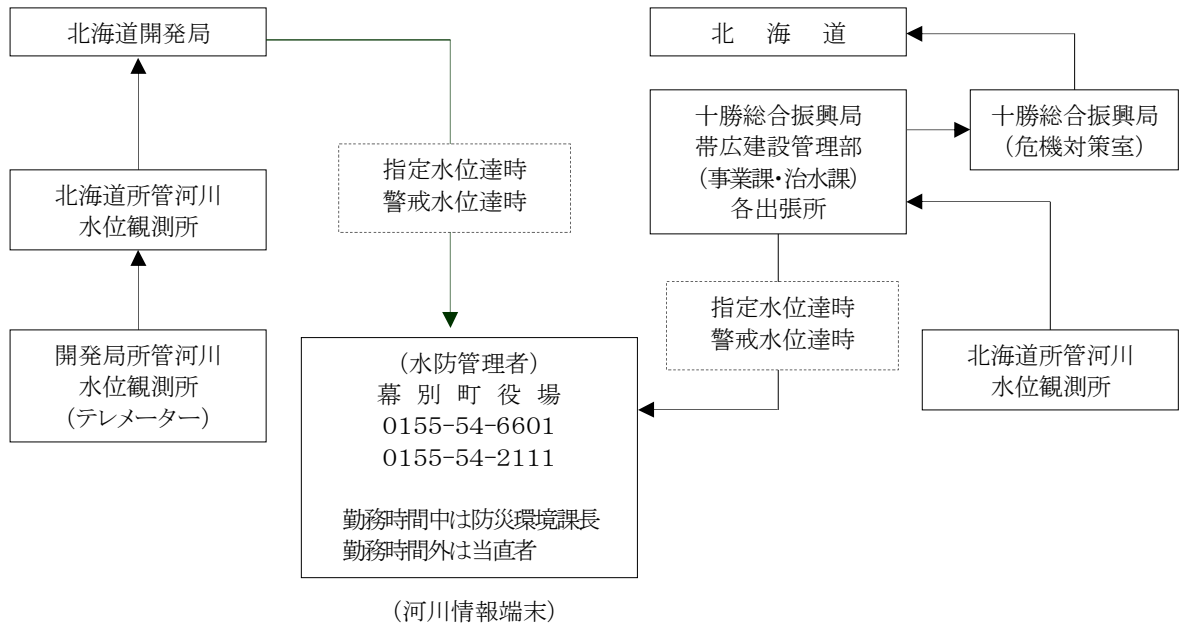 北海道開発局
北海道所管河川
水位観測所
開発局所管河川
水位観測所
(テレメーター)
指定水位達時
警戒水位達時
(水防管理者)
幕別町役場
0155-54-6601
0155-54-2111
勤務時間中は防災環境課長
勤務時間外は当直者
(河川情報端末)
北海道
十勝総合振興局
帯広建設管理部
(事業課・治水課)
各出張所
十勝総合振興局
(危機対策室)
指定水位達時
警戒水位達時
北海道所管河川
水位観測所